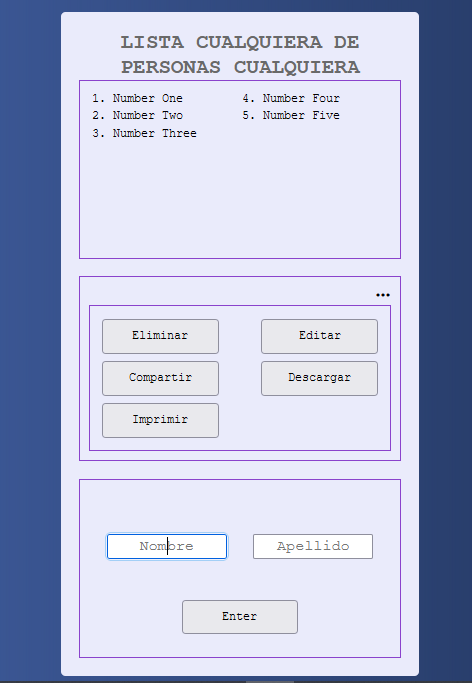 LISTA CUALQUIERA DE
PERSONAS CUALQUIERA
1. Number One
2. Number Two
3. Number Three
4. Number Four
5. Number Five
•••
Eliminar
Editar
Compartir
Descargar
Imprimir
Nombre
Apellido
Enter